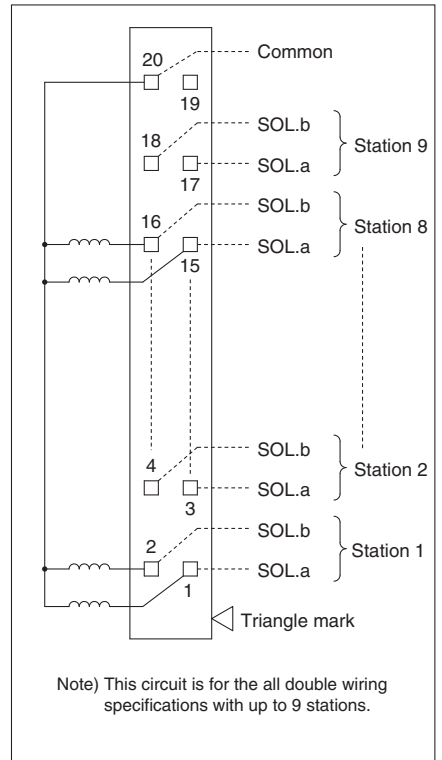 20 Common
19
18 SOL.b
SOL.a Station 9
17
16 SOL.b
SOL.a Station 8
15
4 SOL.b
SOL.a Station 2
3
2 SOL.b
SOL.a Station 1
1
Triangle mark
Note) This circuit is for the all double wiring
specifications with up to 9 stations.